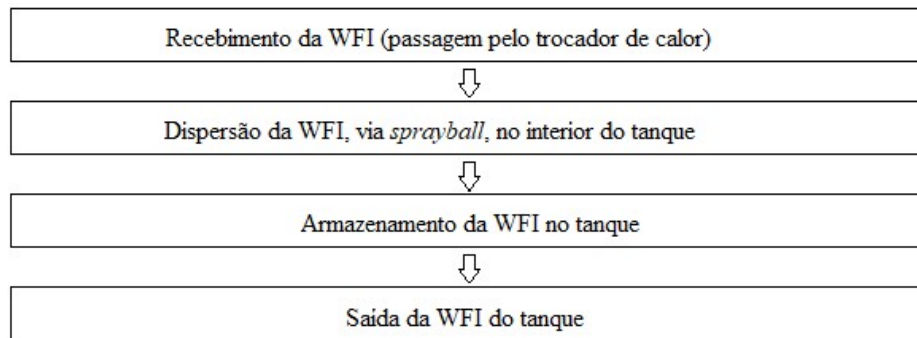 Recebimento da WFI (passagem pelo trocador de calor)
Dispersão da WFI, via sprayball, no interior do tanque
Armazenamento da WFI no tanque
Saída da WFI do tanque